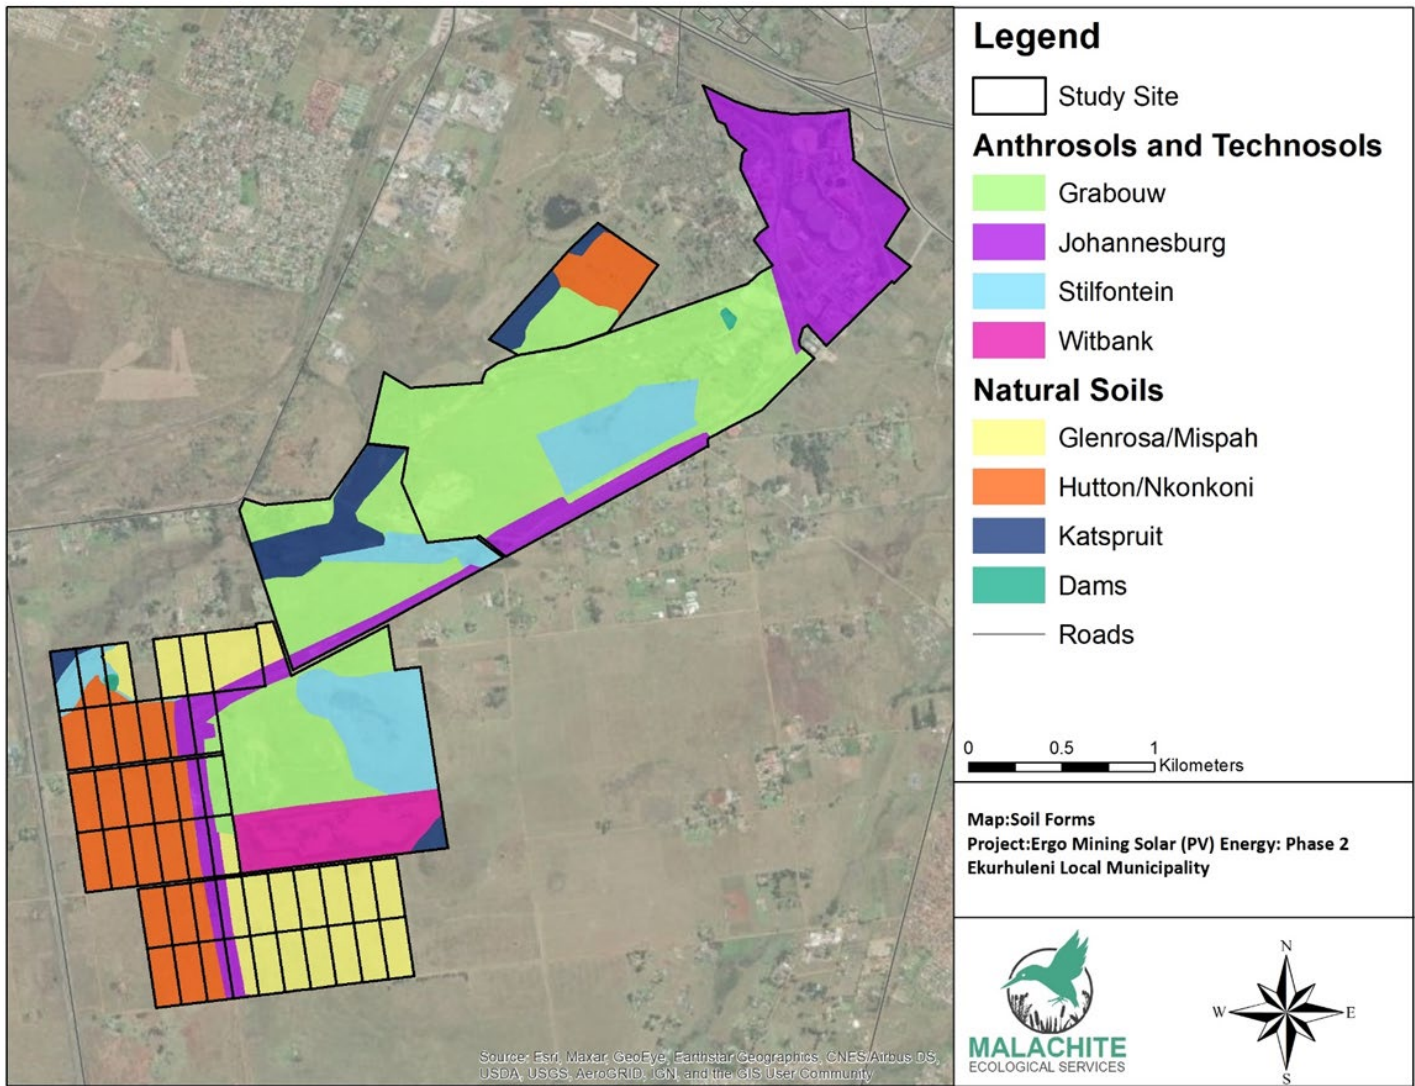 Legend
Study Site
Anthrosols and Technosols
Grabouw
Johannesburg
Stilfontein
Witbank
Natural Soils
Glenrosa/Mispah
Hutton/Nkonkoni
Katspruit
Dams
Roads
0 0.5 1
Kilometers
Map:Soil Forms
Project:Ergo Mining Solar (PV) Energy: Phase 2
Ekurhuleni Local Municipality
MALACHITE
ECOLOGICAL SERVICES
N
W E
S
Source: Esri, Maxar, GeoEye, Earthstar Geographics, CNES/Airbus DS,
USDA, USGS, AeroGRID, IGN, and the GIS User Community